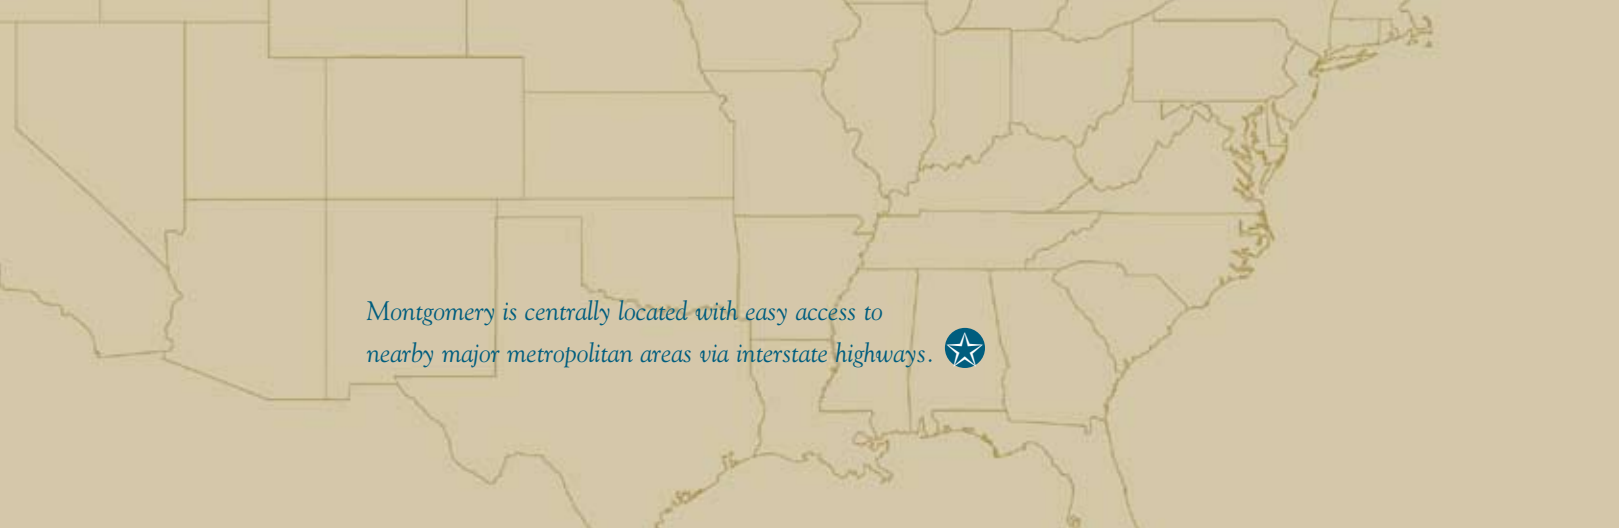 Montgomery is centrally located with easy access to
nearby major metropolitan areas via interstate highways.